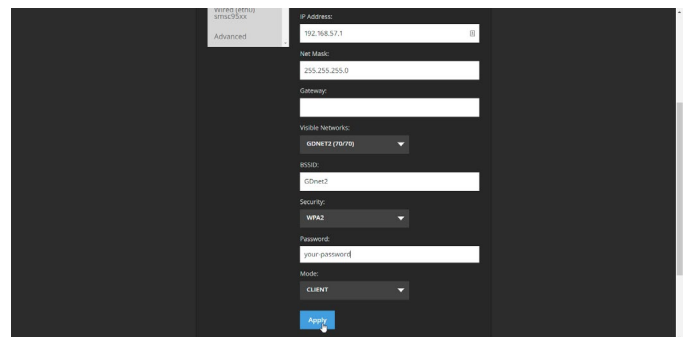 Wired (eth0)
smsc95xx
Advanced
IP Address:
192.168.57.1
Net Mask:
255.255.255.0
Gateway:
Visible Networks:
GDNET2 (70/70)
BSSID:
GDnet2
Security:
WPA2
Password:
your-password
Mode:
CLIENT
Apply